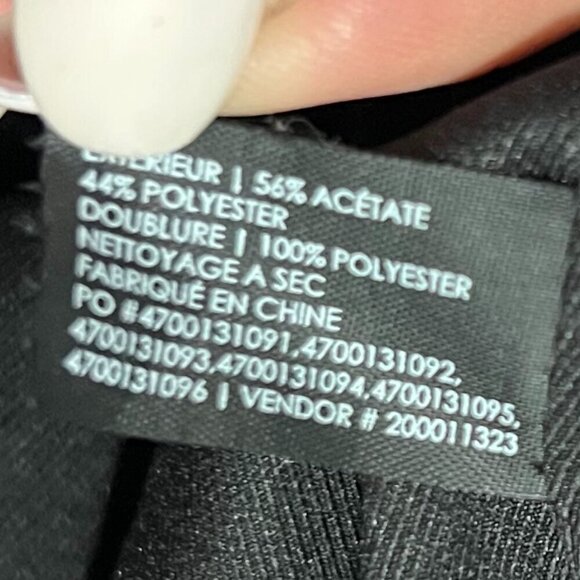 EXTÉRIEUR | 56% ACÉTATE
44% POLYESTER
DOUBLURE | 100% POLYESTER
NETTOYAGE A SEC
FABRIQUÉ EN CHINE
PO #4700131091,4700131092,
4700131093,4700131094,4700131095,
4700131096 | VENDOR # 200011323